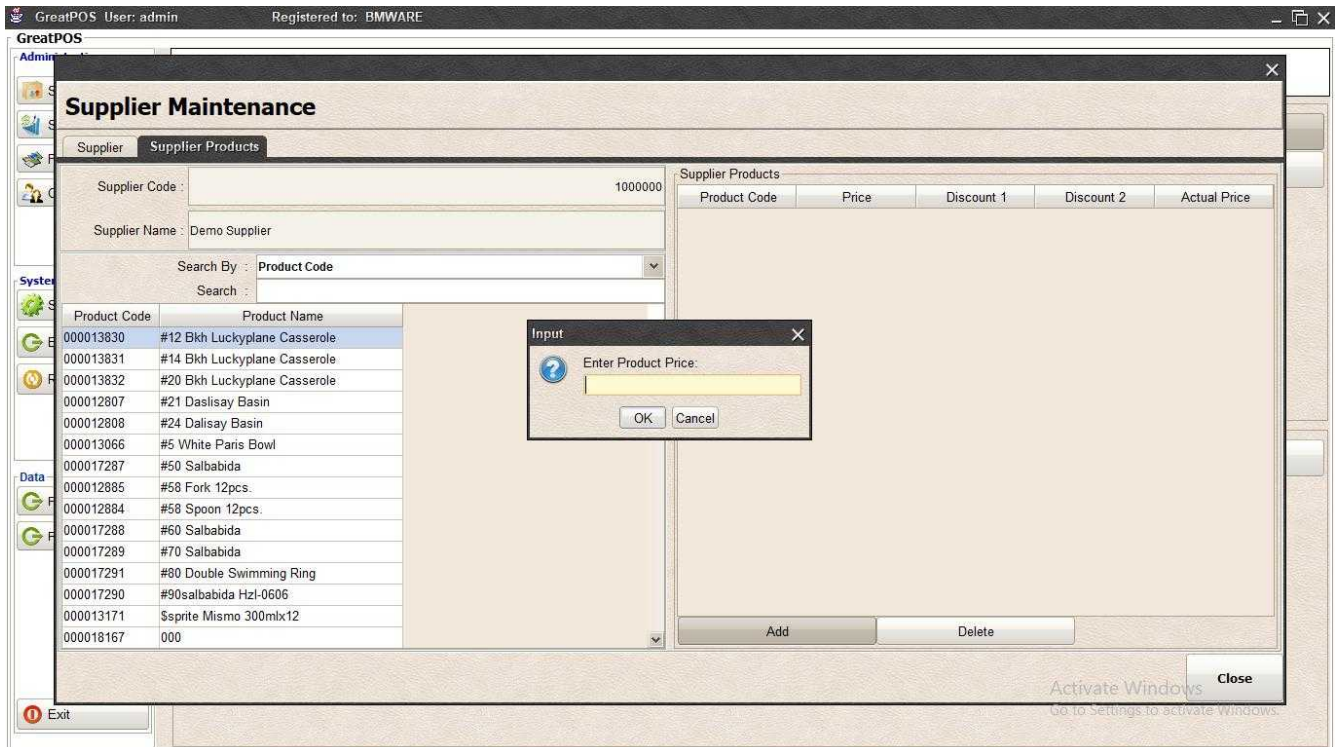 GreatPOS User: admin Registered to: BMWARE
GreatPOS
Supplier Maintenance
Supplier Supplier Products
Supplier Code : 1000000
Supplier Name : Demo Supplier
Search By : Product Code
Search :
Product Code Product Name
000013830 #12 Bkh Luckyplane Casserole
000013831 #14 Bkh Luckyplane Casserole
000013832 #20 Bkh Luckyplane Casserole
000012807 #21 Daslisay Basin
000012808 #24 Dalisay Basin
000013066 #5 White Paris Bowl
000017287 #50 Salbabida
000012885 #58 Fork 12pcs.
000012884 #58 Spoon 12pcs.
000017288 #60 Salbabida
000017289 #70 Salbabida
000017291 #80 Double Swimming Ring
000017290 #90salbabida Hzl-0606
000013171 $sprite Mismo 300mlx12
000018167 000
Supplier Products
Product Code Price Discount 1 Discount 2 Actual Price
Input
Enter Product Price:
OK Cancel
Add Delete
Close
Data
Exit
Activate Windows
Go to Settings to activate Windows.